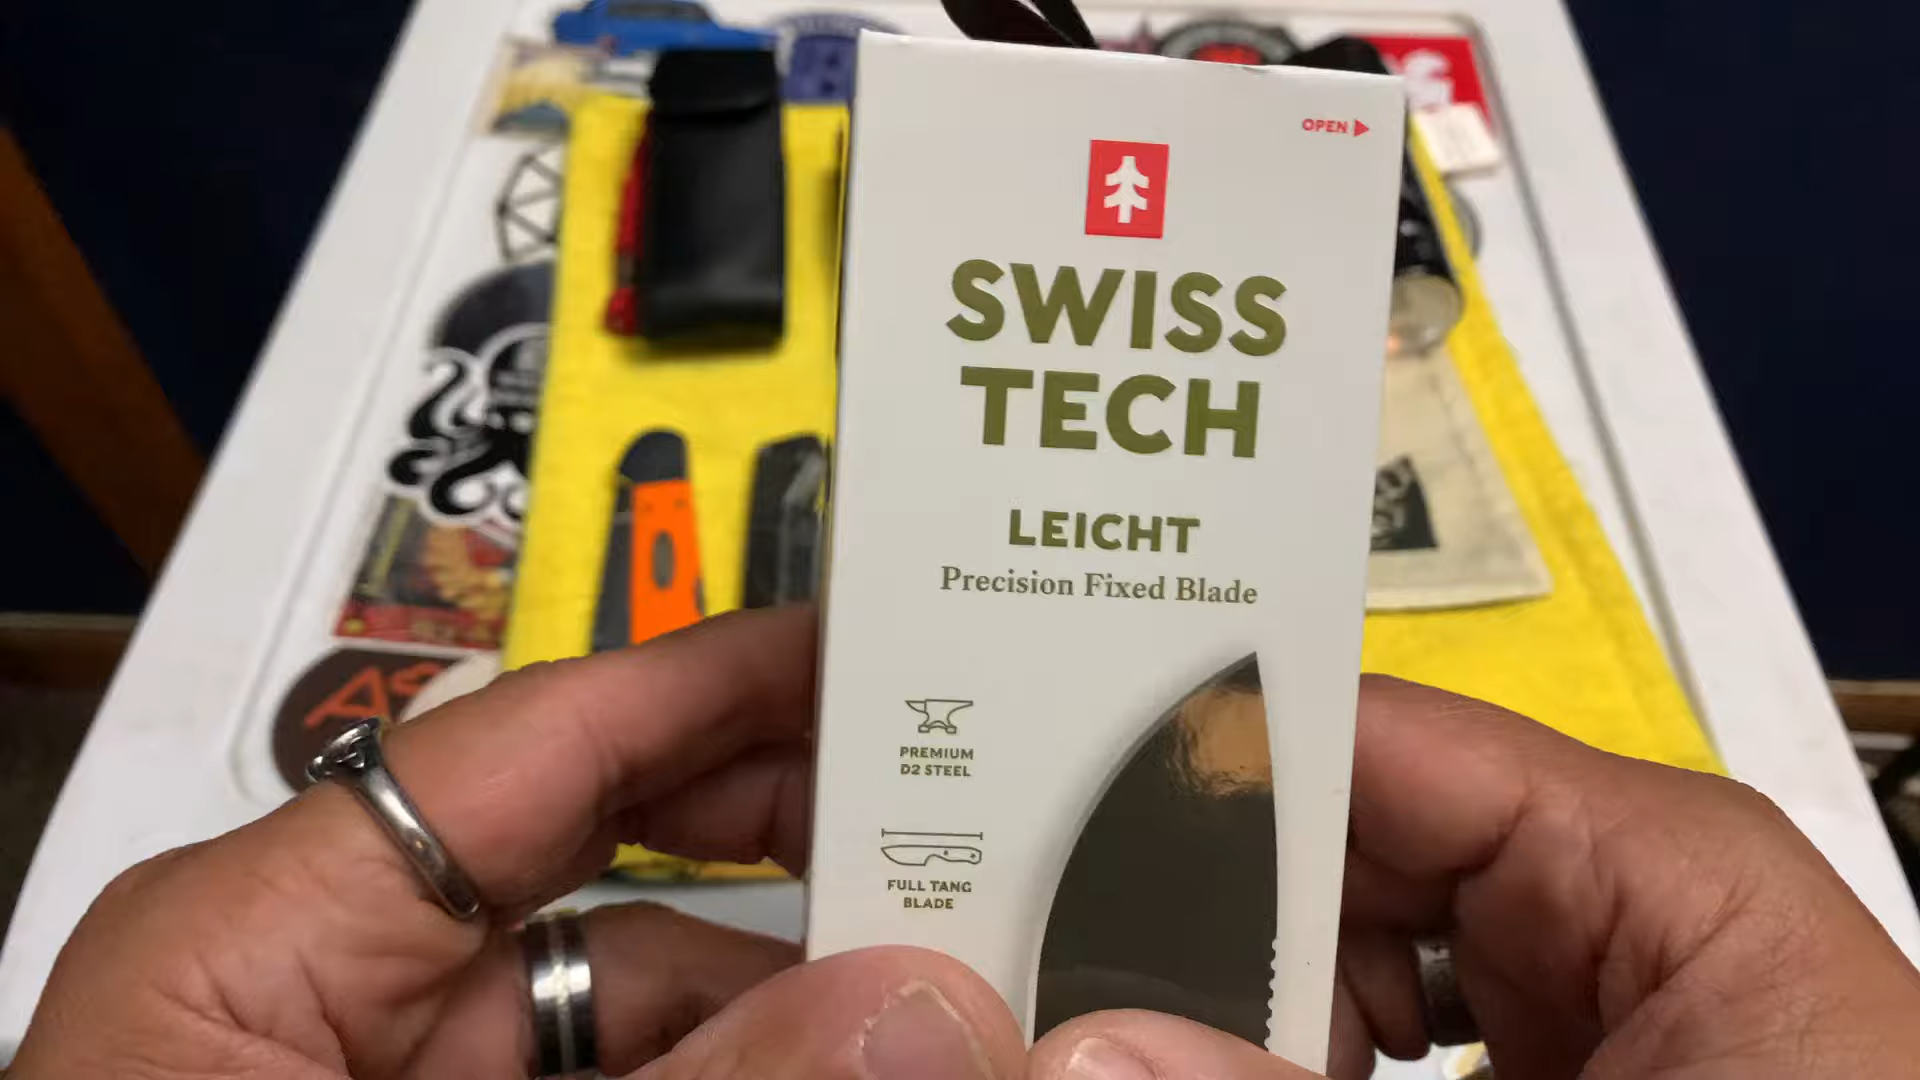 OPEN
SWISS
TECH
LEICHT
Precision Fixed Blade
PREMIUM
D2 STEEL
FULL TANG
BLADE